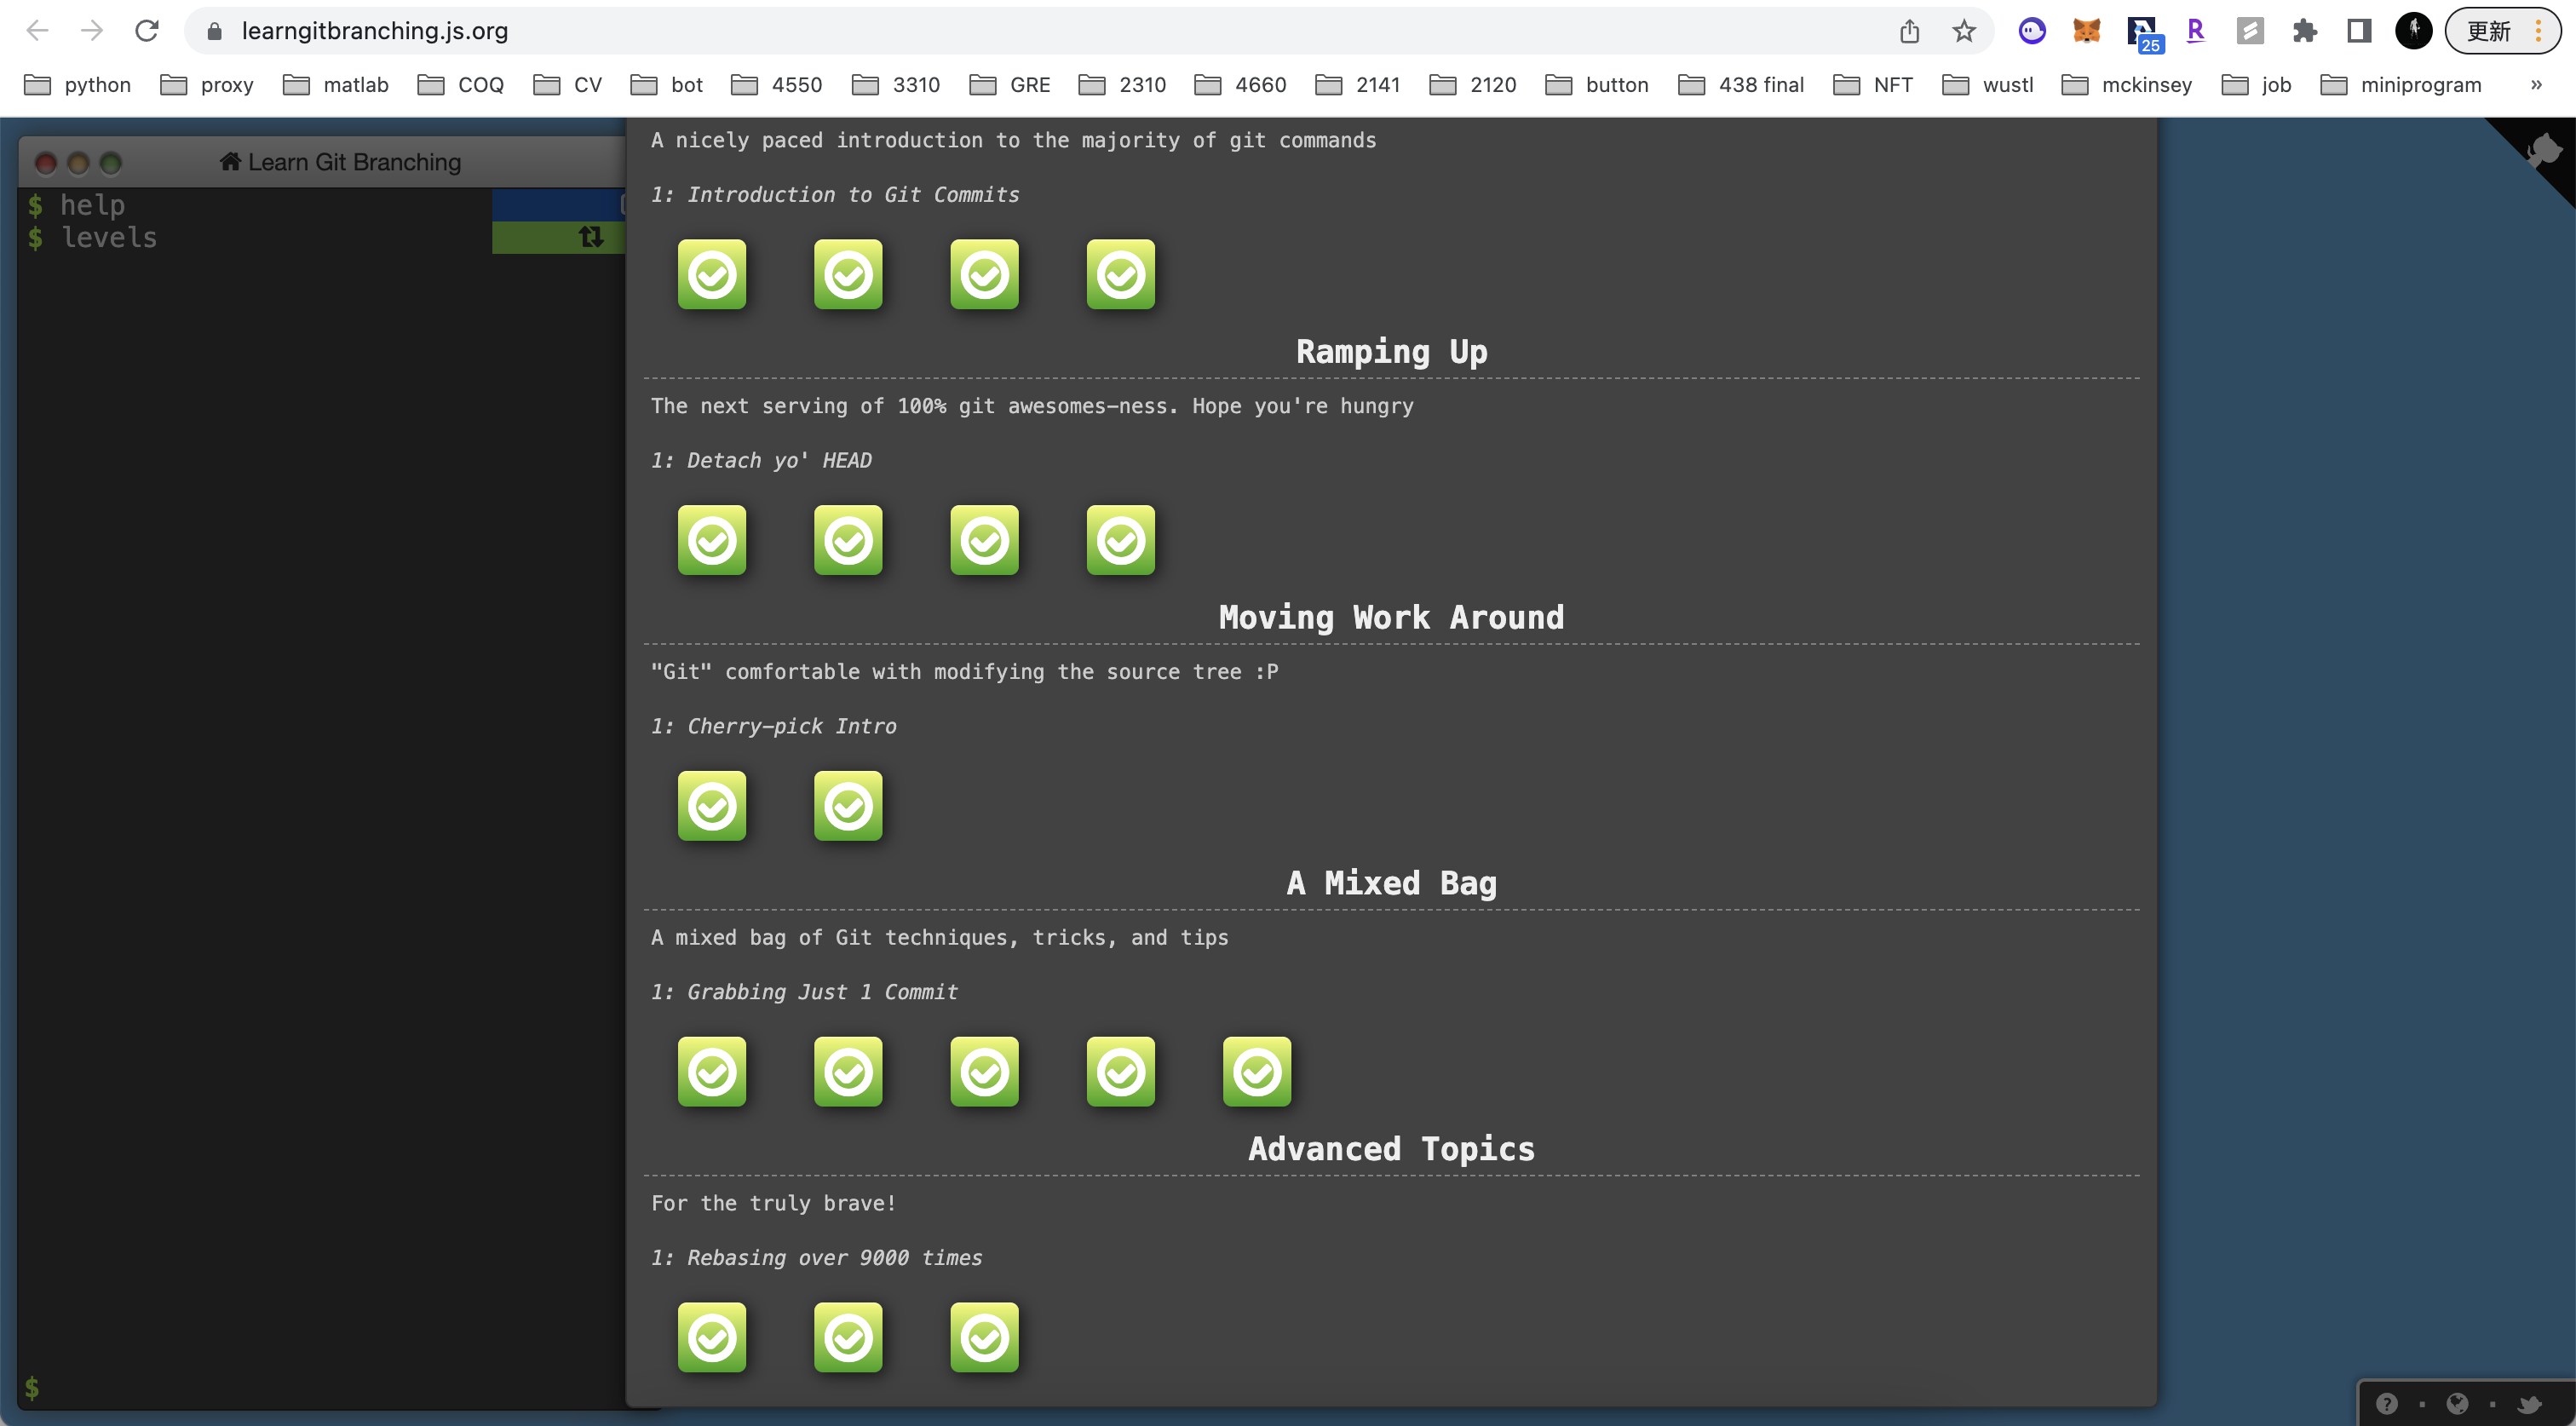 learngitbranching.js.org
25
R
更新
python proxy matlab COQ CV bot 4550 3310 GRE 2310 4660 2141 2120 button 438 final NFT wustl mckinsey job miniprogram »
Learn Git Branching
$ help
$ levels
$
A nicely paced introduction to the majority of git commands
1: Introduction to Git Commits
Ramping Up
The next serving of 100% git awesomes-ness. Hope you're hungry
1: Detach yo' HEAD
Moving Work Around
"Git" comfortable with modifying the source tree :P
1: Cherry-pick Intro
A Mixed Bag
A mixed bag of Git techniques, tricks, and tips
1: Grabbing Just 1 Commit
Advanced Topics
For the truly brave!
1: Rebasing over 9000 times
?